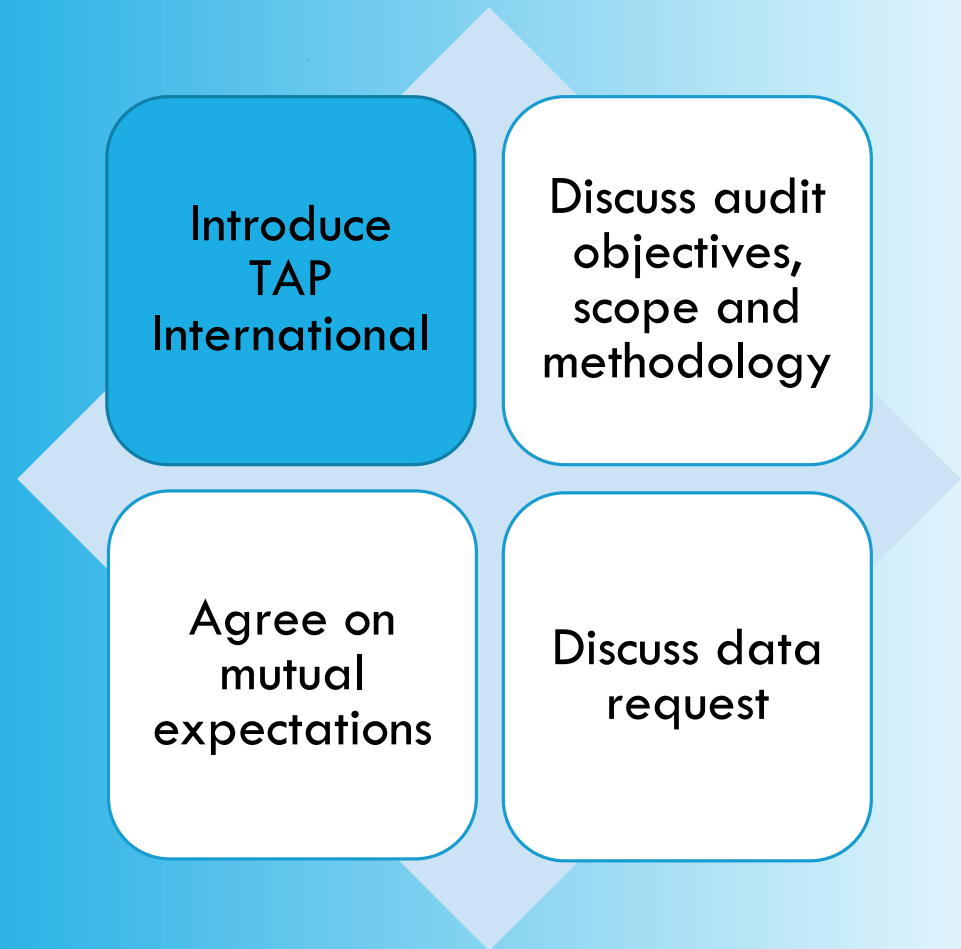 Introduce
TAP
International
Discuss audit
objectives,
scope and
methodology
Agree on
mutual
expectations
Discuss data
request